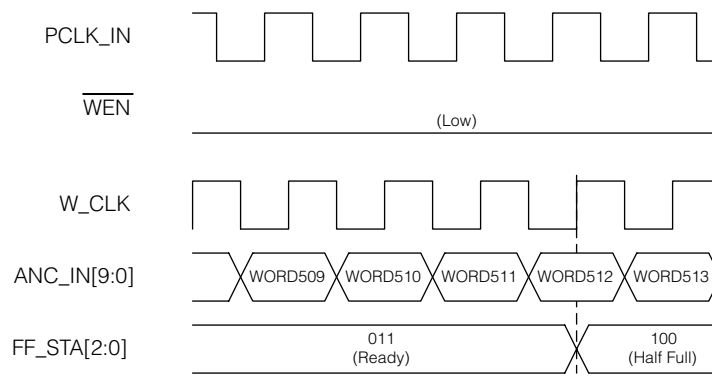 PCLK_IN
WEN
(Low)
W_CLK
ANC_IN[9:0]
WORD509 WORD510 WORD511 WORD512 WORD513
FF_STA[2:0]
011
(Ready)
100
(Half Full)